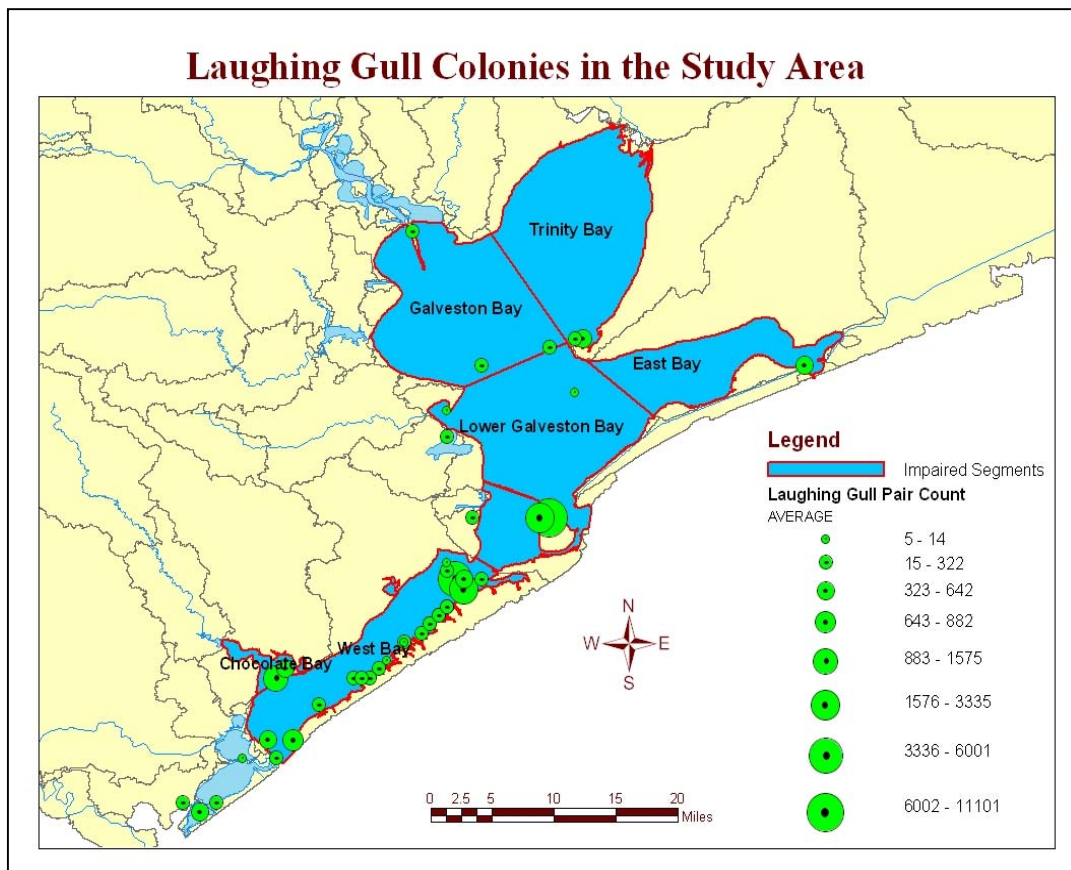 Laughing Gull Colonies in the Study Area
Trinity Bay
Galveston Bay
East Bay
Lower Galveston Bay
Legend
Impaired Segments
Laughing Gull Pair Count
AVERAGE
5 - 14
15 - 322
323 - 642
643 - 882
883 - 1575
1576 - 3335
3336 - 6001
6002 - 11101
N
W E
S
West Bay
Chocolate Bay
0 2.5 5 10 15 20
Miles